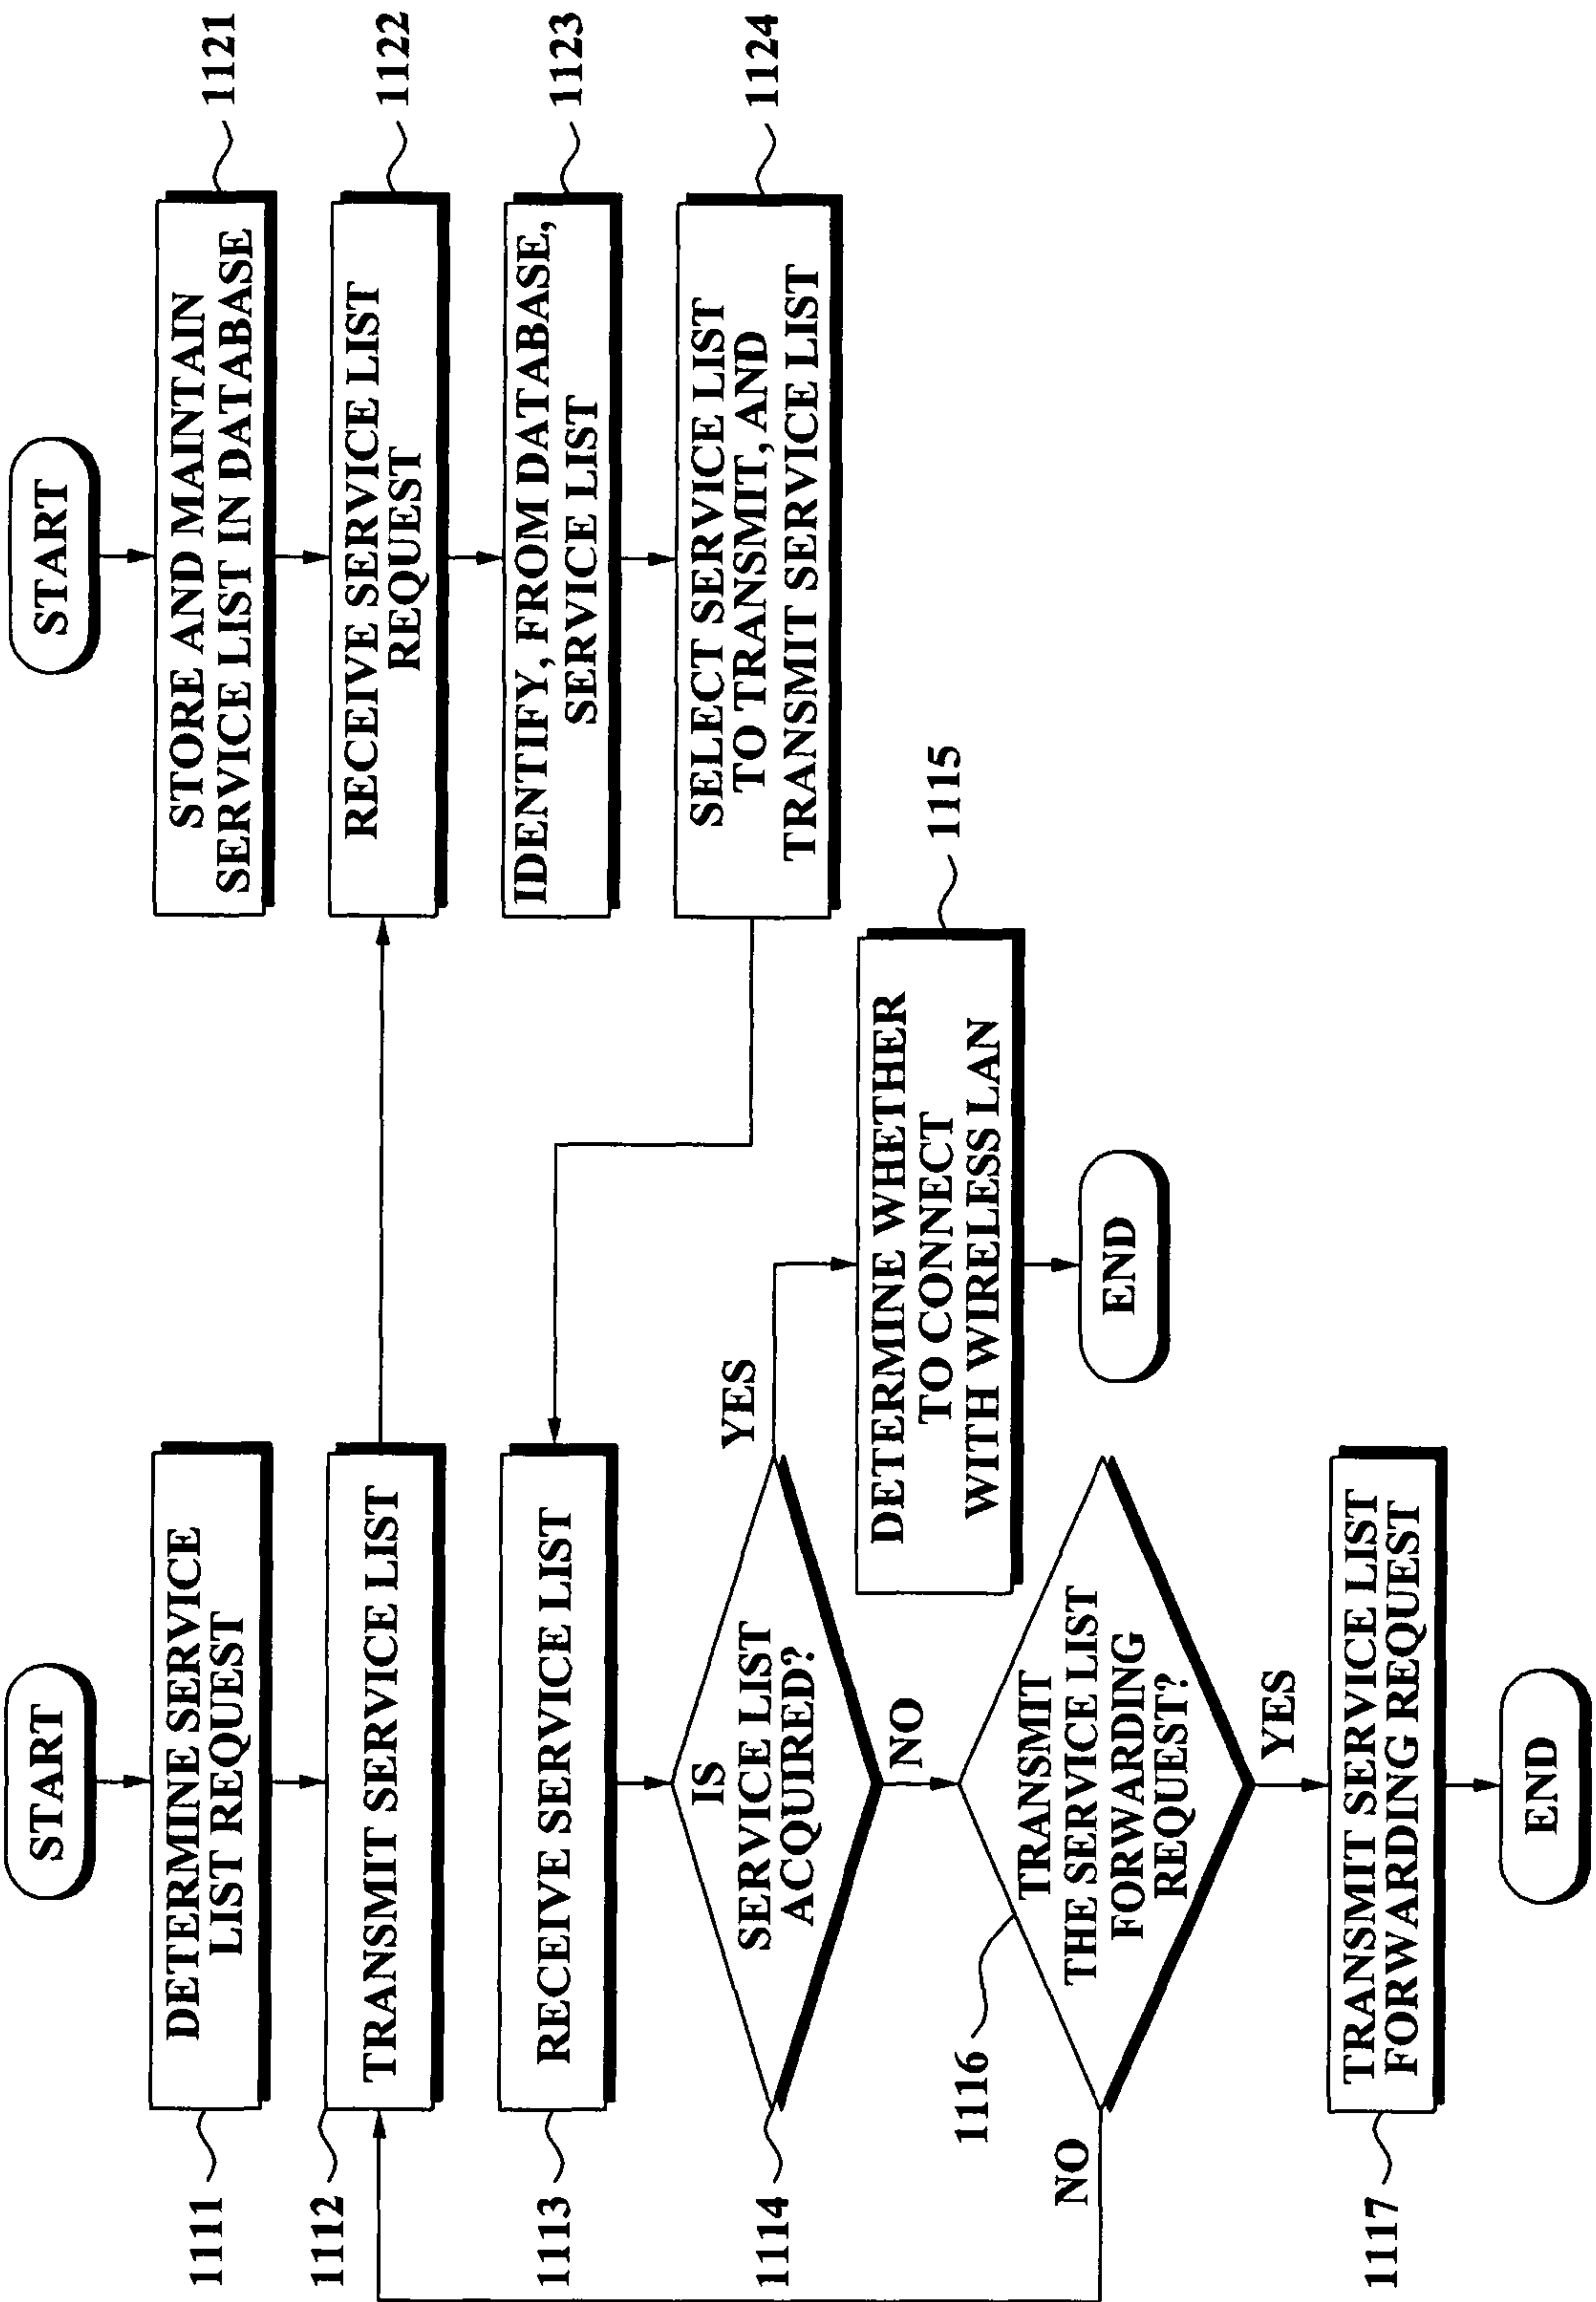 START
1111
DETERMINE SERVICE
LIST REQUEST
1112
TRANSMIT SERVICE LIST
1113
RECEIVE SERVICE LIST
1114
IS
SERVICE LIST
ACQUIRED?
YES
NO
1116
TRANSMIT
THE SERVICE LIST
FORWARDING
REQUEST?
NO
YES
1117
TRANSMIT SERVICE LIST
FORWARDING REQUEST
END
DETERMINE WHETHER
TO CONNECT
WITH WIRELESS LAN
1115
END
START
STORE AND MAINTAIN
SERVICE LIST IN DATABASE
1121
RECEIVE SERVICE LIST
REQUEST
1122
IDENTIFY, FROM DATABASE,
SERVICE LIST
1123
SELECT SERVICE LIST
TO TRANSMIT, AND
TRANSMIT SERVICE LIST
1124